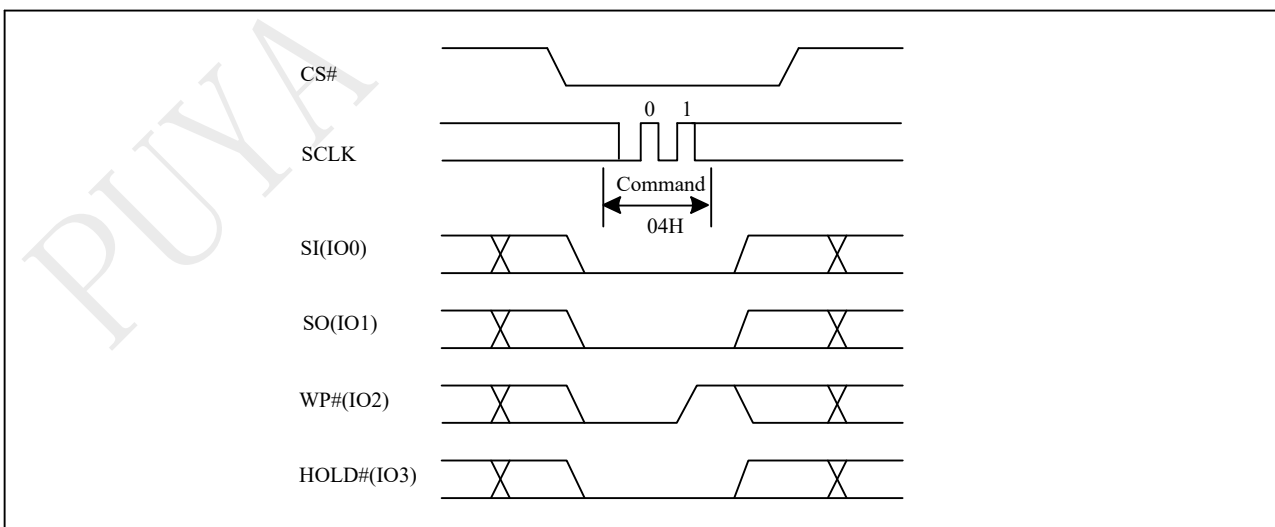 PUYA
CS#
0 1
SCLK
Command
04H
SI(IO0)
SO(IO1)
WP#(IO2)
HOLD#(IO3)